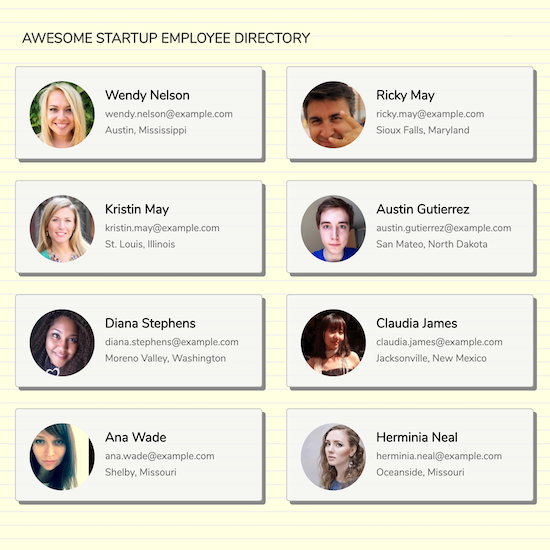 AWESOME STARTUP EMPLOYEE DIRECTORY
Wendy Nelson
wendy.nelson@example.com
Austin, Mississippi
Ricky May
ricky.may@example.com
Sioux Falls, Maryland
Kristin May
kristin.may@example.com
St. Louis, Illinois
Austin Gutierrez
austin.gutierrez@example.com
San Mateo, North Dakota
Diana Stephens
diana.stephens@example.com
Moreno Valley, Washington
Claudia James
claudia.james@example.com
Jacksonville, New Mexico
Ana Wade
ana.wade@example.com
Shelby, Missouri
Herminia Neal
herminia.neal@example.com
Oceanside, Missouri